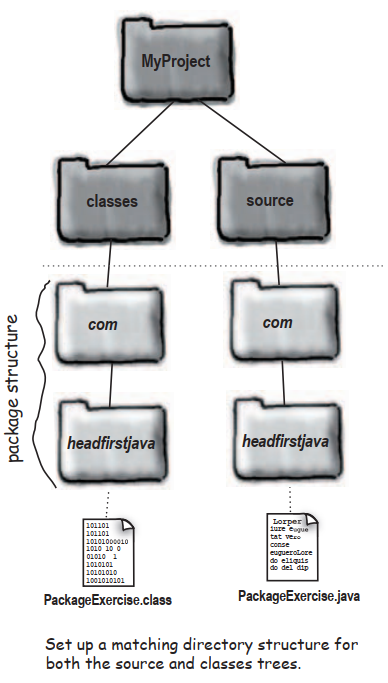 MyProject
classes
source
package structure
com
com
headfirstjava
headfirstjava
101101
101101
10101000010
1010 10 0
01010 1
1010101
10101010
1001010101
Lorper
iure eugue
tat vero
conse
eugueroLore
do eliquis
do del dip
PackageExercise.class
PackageExercise.java
Set up a matching directory structure for
both the source and classes trees.